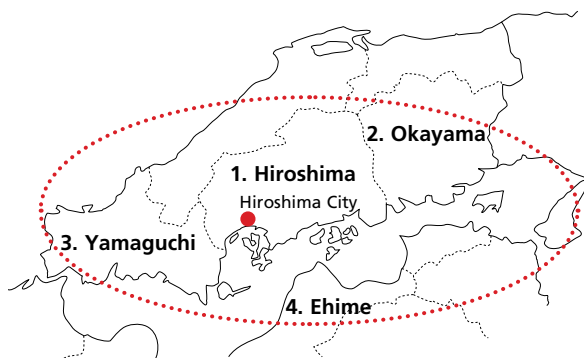 2. Okayama
1. Hiroshima
Hiroshima City
3. Yamaguchi
4. Ehime